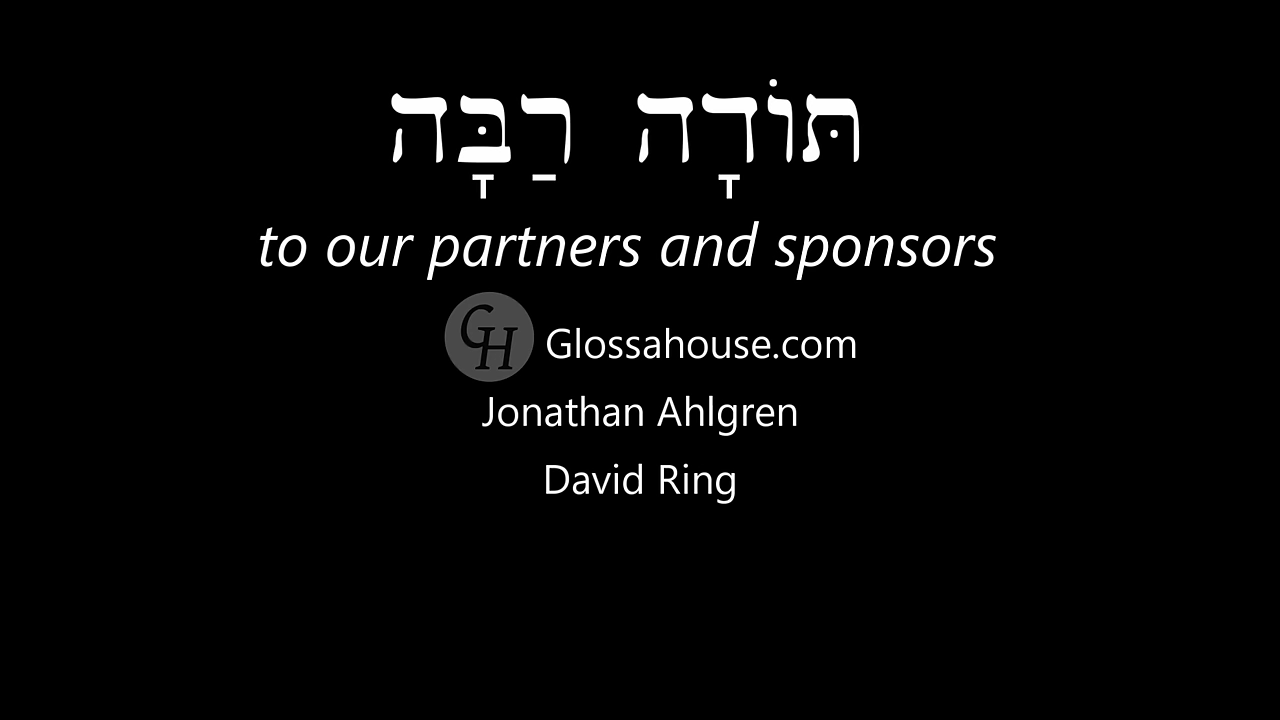 תּוֹדָה רַבָּה
to our partners and sponsors
GH Glossahouse.com
Jonathan Ahlgren
David Ring